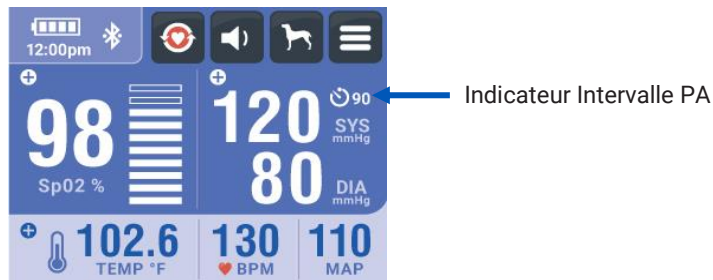 12:00pm
98
Sp02 %
120
90
SYS
mmHg
80
DIA
mmHg
102.6
TEMP °F
130
BPM
110
MAP
Indicateur Intervalle PA